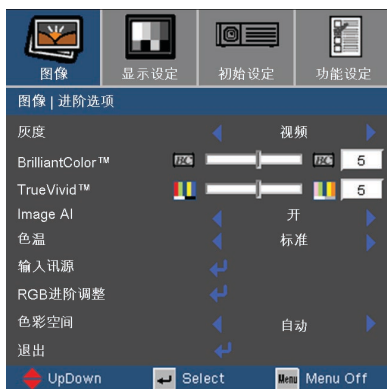 图像 显示设定 初始设定 功能设定
图像 | 进阶选项
灰度 视频
BrilliantColor™ BC BC 5
TrueVivid™ 5
Image AI 开
色温 标准
输入讯源
RGB进阶调整
色彩空间 自动
退出
UpDown Select Menu Menu Off